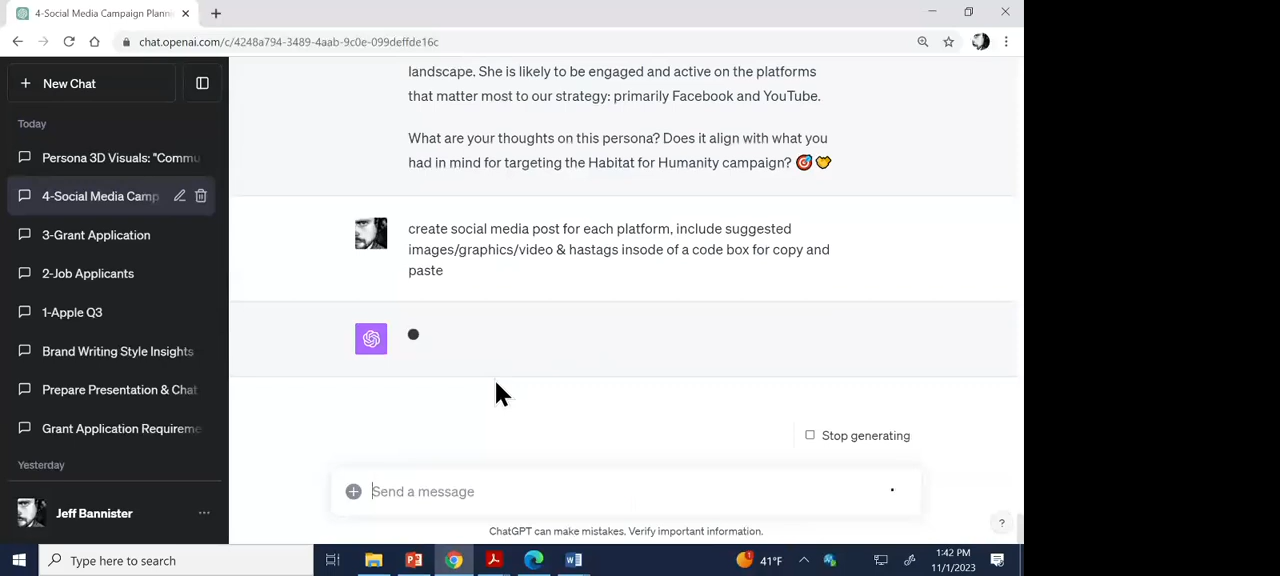 4-Social Media Campaign Planni
chat.openai.com/c/4248a794-3489-4aab-9c0e-099deffde16c
New Chat
Today
Persona 3D Visuals: "Commu
4-Social Media Camp
3-Grant Application
2-Job Applicants
1-Apple Q3
Brand Writing Style Insights
Prepare Presentation & Chat
Grant Application Requireme
Yesterday
Jeff Bannister
landscape. She is likely to be engaged and active on the platforms
that matter most to our strategy: primarily Facebook and YouTube.
What are your thoughts on this persona? Does it align with what you
had in mind for targeting the Habitat for Humanity campaign? 🎯🤝
create social media post for each platform, include suggested
images/graphics/video & hastags insode of a code box for copy and
paste
Stop generating
Send a message
ChatGPT can make mistakes. Verify important information.
?
Type here to search
41°F
1:42 PM
11/1/2023